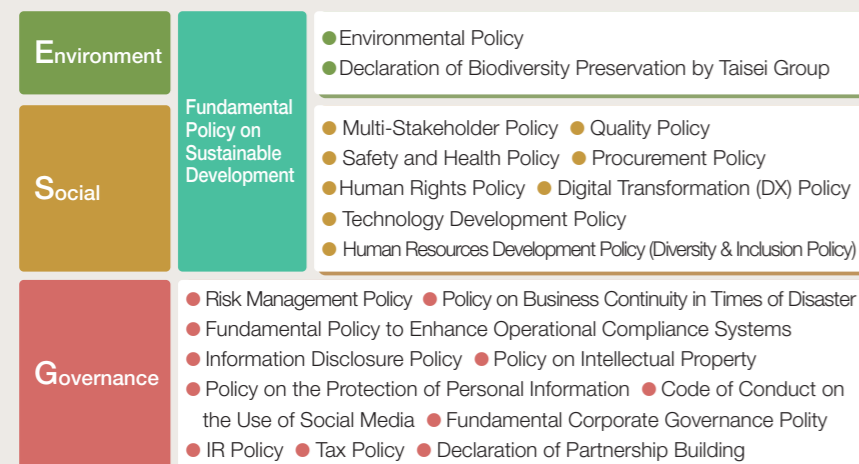 Environment
Fundamental
Policy on
Sustainable
Development
● Environmental Policy
● Declaration of Biodiversity Preservation by Taisei Group
Social
● Multi-Stakeholder Policy ● Quality Policy
● Safety and Health Policy ● Procurement Policy
● Human Rights Policy ● Digital Transformation (DX) Policy
● Technology Development Policy
● Human Resources Development Policy (Diversity & Inclusion Policy)
Governance
● Risk Management Policy ● Policy on Business Continuity in Times of Disaster
● Fundamental Policy to Enhance Operational Compliance Systems
● Information Disclosure Policy ● Policy on Intellectual Property
● Policy on the Protection of Personal Information ● Code of Conduct on
the Use of Social Media ● Fundamental Corporate Governance Polity
● IR Policy ● Tax Policy ● Declaration of Partnership Building